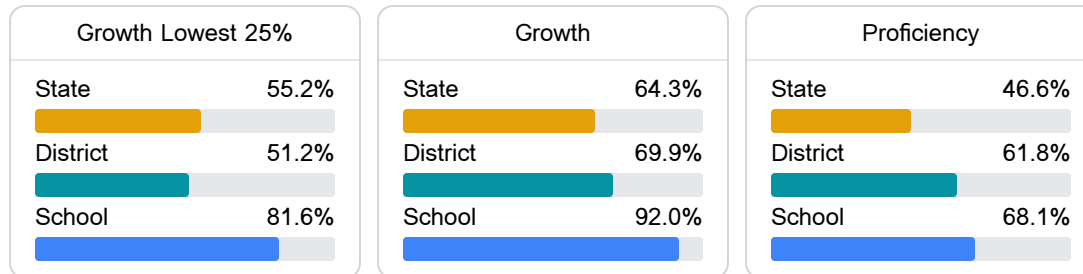 Growth Lowest 25%
State 55.2%
District 51.2%
School 81.6%
Growth
State 64.3%
District 69.9%
School 92.0%
Proficiency
State 46.6%
District 61.8%
School 68.1%